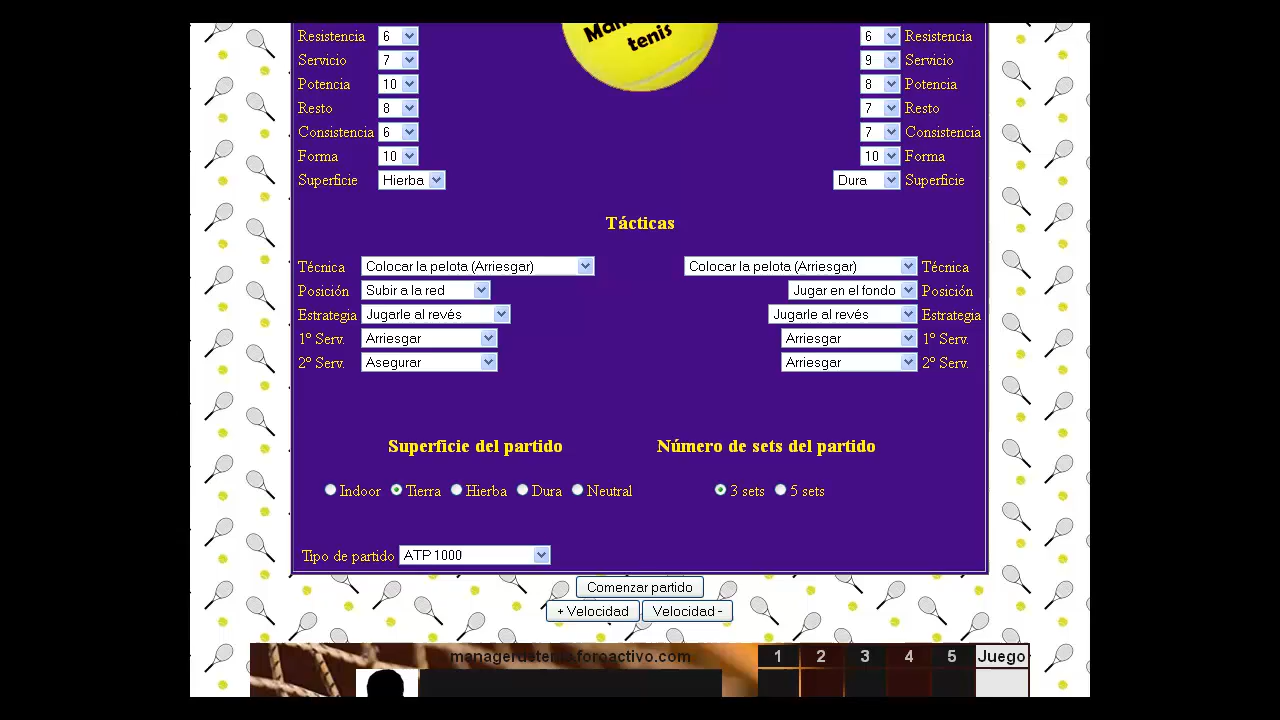 Resistencia 6 6 Resistencia
tenis
Servicio 7 9 Servicio
Potencia 10 8 Potencia
Resto 8 7 Resto
Consistencia 6 7 Consistencia
Forma 10 10 Forma
Superficie Hierba Dura Superficie
Tácticas
Técnica Colocar la pelota (Arriesgar) Colocar la pelota (Arriesgar) Técnica
Posición Subir a la red Jugar en el fondo Posición
Estrategia Jugarle al revés Jugarle al revés Estrategia
1º Serv. Arriesgar Arriesgar 1º Serv.
2º Serv. Asegurar Arriesgar 2º Serv.
Superficie del partido Número de sets del partido
Indoor Tierra Hierba Dura Neutral 3 sets 5 sets
Tipo de partido ATP 1000
Comenzar partido
+ Velocidad Velocidad -
managerdetenis.foroactivo.com 1 2 3 4 5 Juego